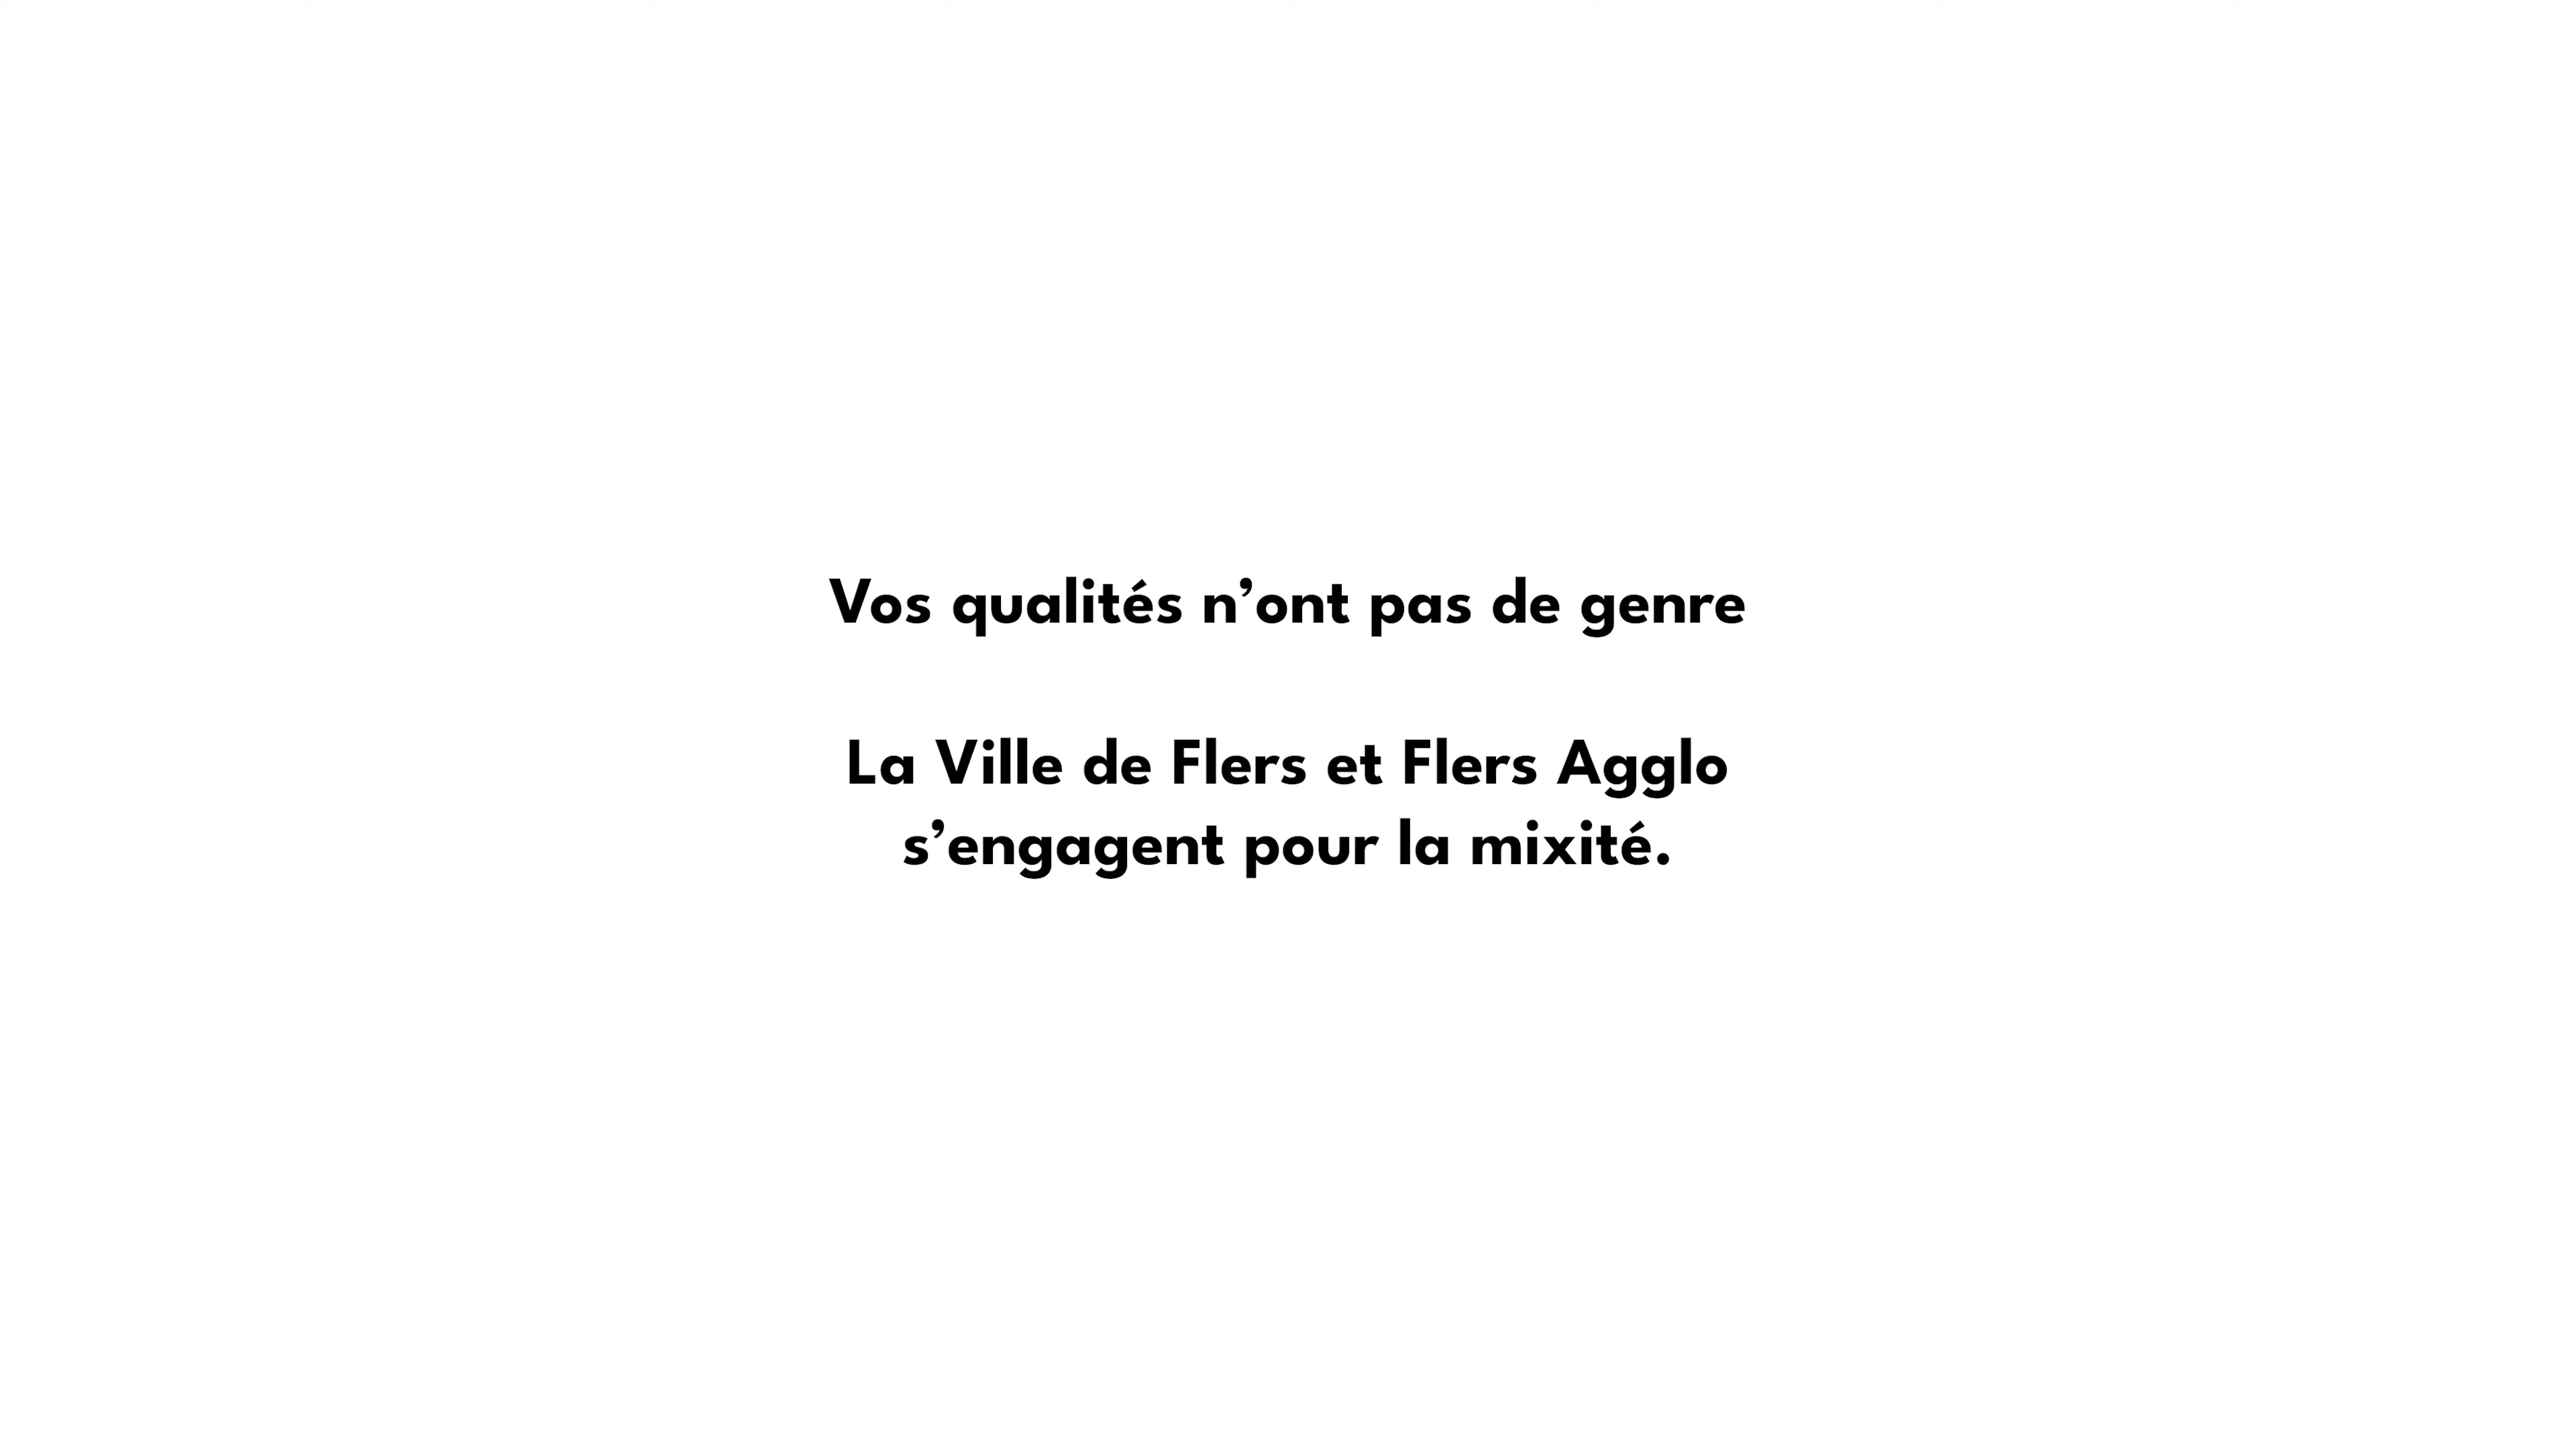 Vos qualités n’ont pas de genre
La Ville de Flers et Flers Agglo
s’engagent pour la mixité.